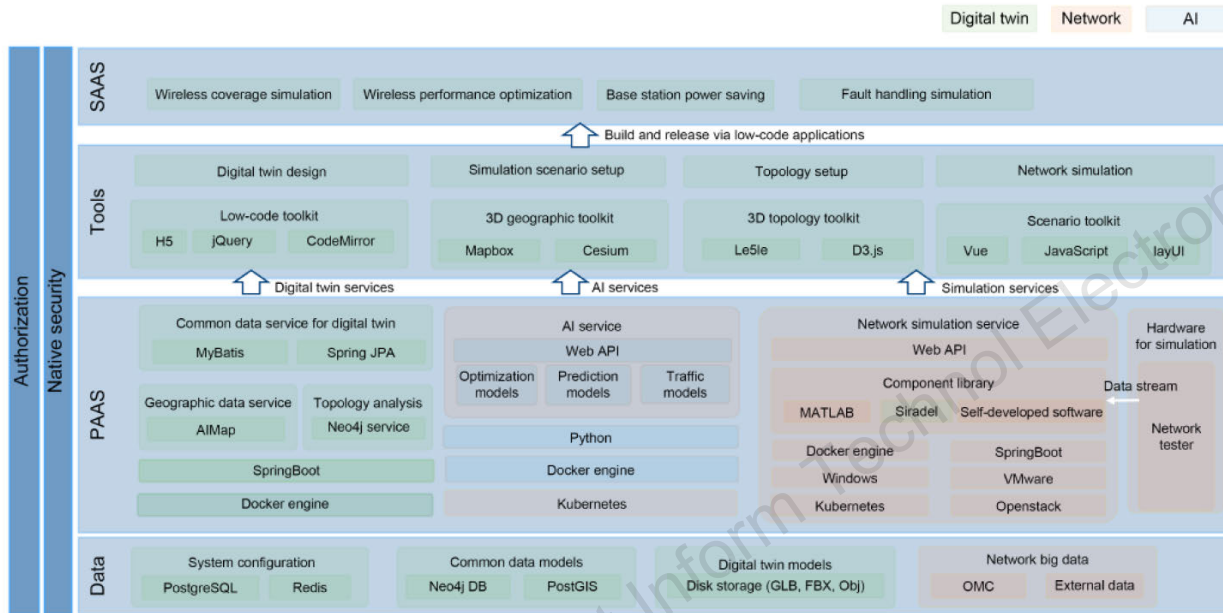 Digital twin
Network
AI
Authorization
Native security
SAAS
Wireless coverage simulation
Wireless performance optimization
Base station power saving
Fault handling simulation
Build and release via low-code applications
Tools
Digital twin design
Simulation scenario setup
Topology setup
Network simulation
Low-code toolkit
H5
jQuery
CodeMirror
3D geographic toolkit
Mapbox
Cesium
3D topology toolkit
Le5le
D3.js
Scenario toolkit
Vue
JavaScript
layUI
Digital twin services
AI services
Simulation services
PAAS
Common data service for digital twin
MyBatis
Spring JPA
Geographic data service
AIMap
Topology analysis
Neo4j service
SpringBoot
Docker engine
AI service
Web API
Optimization
models
Prediction
models
Traffic
models
Python
Docker engine
Kubernetes
Network simulation service
Web API
Component library
MATLAB
Siradel
Self-developed software
Docker engine
SpringBoot
Windows
VMware
Kubernetes
Openstack
Hardware
for simulation
Data stream
Network
tester
Data
System configuration
PostgreSQL
Redis
Common data models
Neo4j DB
PostGIS
Digital twin models
Disk storage (GLB, FBX, Obj)
Network big data
OMC
External data
Inform Technol Electron